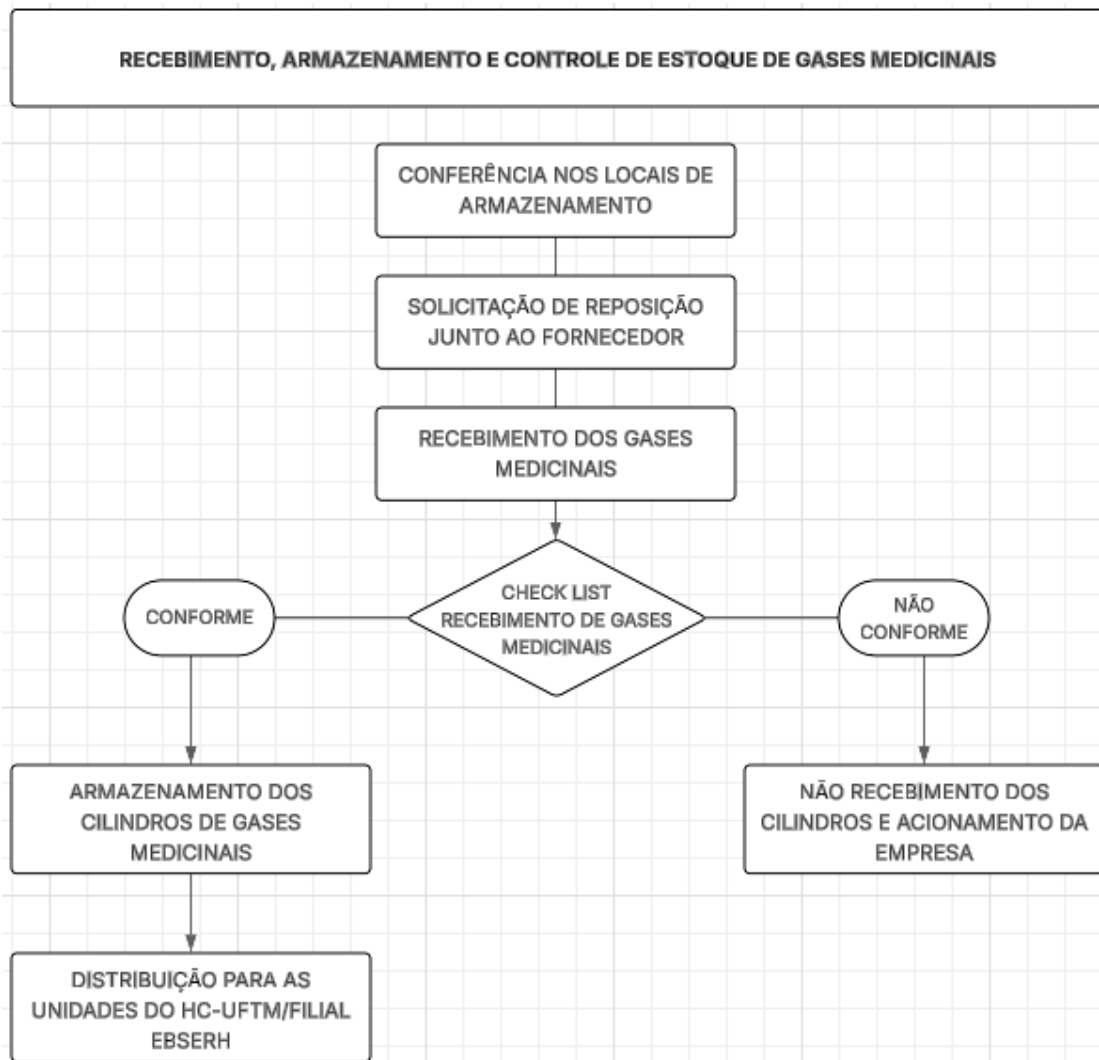 RECEBIMENTO, ARMAZENAMENTO E CONTROLE DE ESTOQUE DE GASES MEDICINAIS
CONFERÊNCIA NOS LOCAIS DE
ARMAZENAMENTO
SOLICITAÇÃO DE REPOSIÇÃO
JUNTO AO FORNECEDOR
RECEBIMENTO DOS GASES
MEDICINAIS
CHECK LIST
RECEBIMENTO DE GASES
MEDICINAIS
CONFORME
NÃO
CONFORME
ARMAZENAMENTO DOS
CILINDROS DE GASES
MEDICINAIS
NÃO RECEBIMENTO DOS
CILINDROS E ACIONAMENTO DA
EMPRESA
DISTRIBUIÇÃO PARA AS
UNIDADES DO HC-UFTM/FILIAL
EBSERH